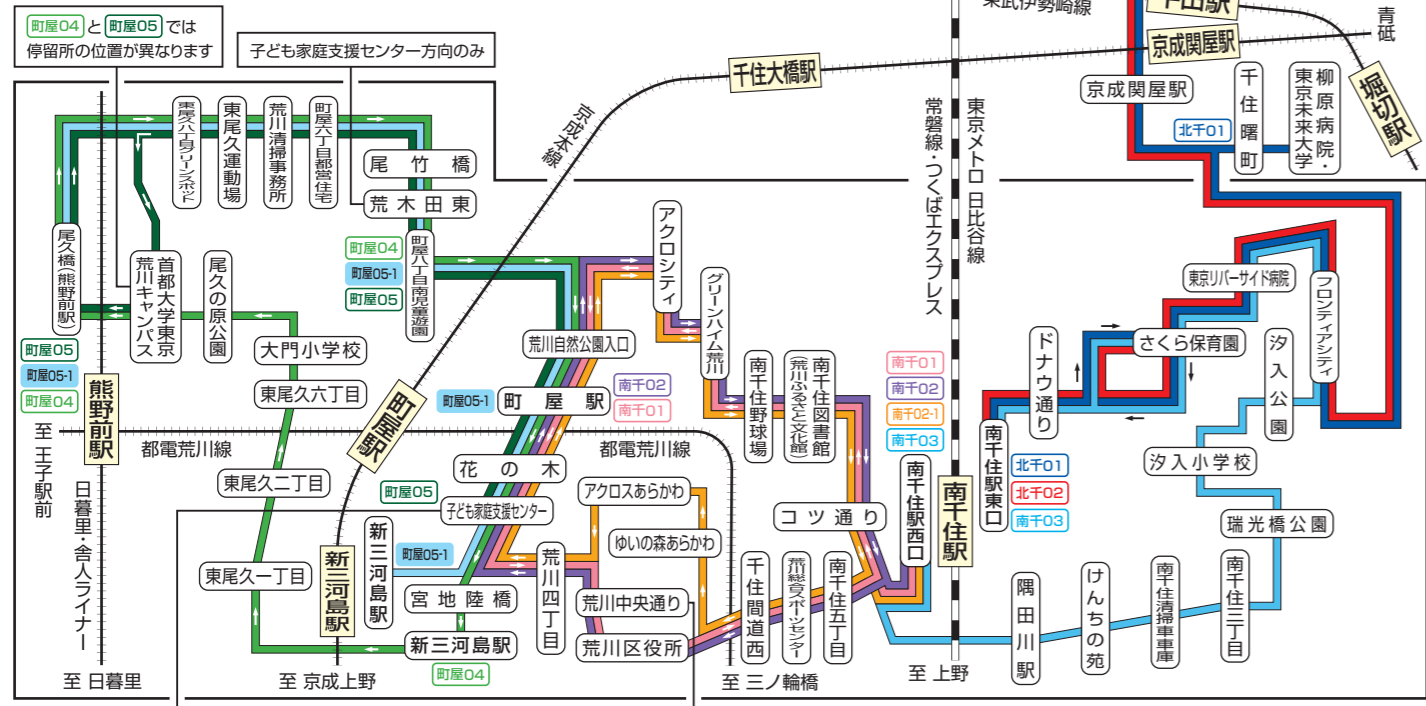 町屋04 と 町屋05 では
停留所の位置が異なります
子ども家庭支援センター方向のみ
東武伊勢崎線
牛田駅
京成関屋駅
青砥
千住大橋駅
京成本線
常磐線・つくばエクスプレス
東京メトロ 日比谷線
京成関屋駅
北千01
千住曙町
柳原病院・
東京未来大学
堀切駅
東尾久八丁目グリーンスポット
東尾久運動場
荒川清掃事務所
町屋六丁目都営住宅
尾竹橋
荒木田東
町屋八丁目南児童遊園
町屋04
町屋05-1
町屋05
尾久橋(熊野前駅)
首都大学東京
荒川キャンパス
尾久の原公園
町屋05
町屋05-1
町屋04
熊野前駅
至 王子駅前
都電荒川線
日暮里・舎人ライナー
至 日暮里
大門小学校
東尾久六丁目
東尾久二丁目
東尾久一丁目
町屋駅
新三河島駅
至 京成上野
アクロシティ
グリーンハイム荒川
荒川自然公園入口
町屋05-1
町屋駅
南千02
南千01
都電荒川線
花の木
町屋05
子ども家庭支援センター
新三河島駅
町屋05-1
宮地陸橋
新三河島駅
町屋04
荒川四丁目
アクロスあらかわ
ゆいの森あらかわ
荒川中央通り
荒川区役所
至 三ノ輪橋
南千住野球場
南千住図書館
(荒川ふるさと文化館)
コツ通り
千住間道西
荒川総合スポーツセンター
南千住五丁目
南千01
南千02
南千02-1
南千03
南千住駅西口
南千住駅
至 上野
南千住駅東口
北千01
北千02
南千03
ドナウ通り
さくら保育園
東京リバーサイド病院
フロンティアシティ
汐入公園
汐入小学校
瑞光橋公園
南千住三丁目
南千住清掃車車庫
けんちの苑
隅田川駅